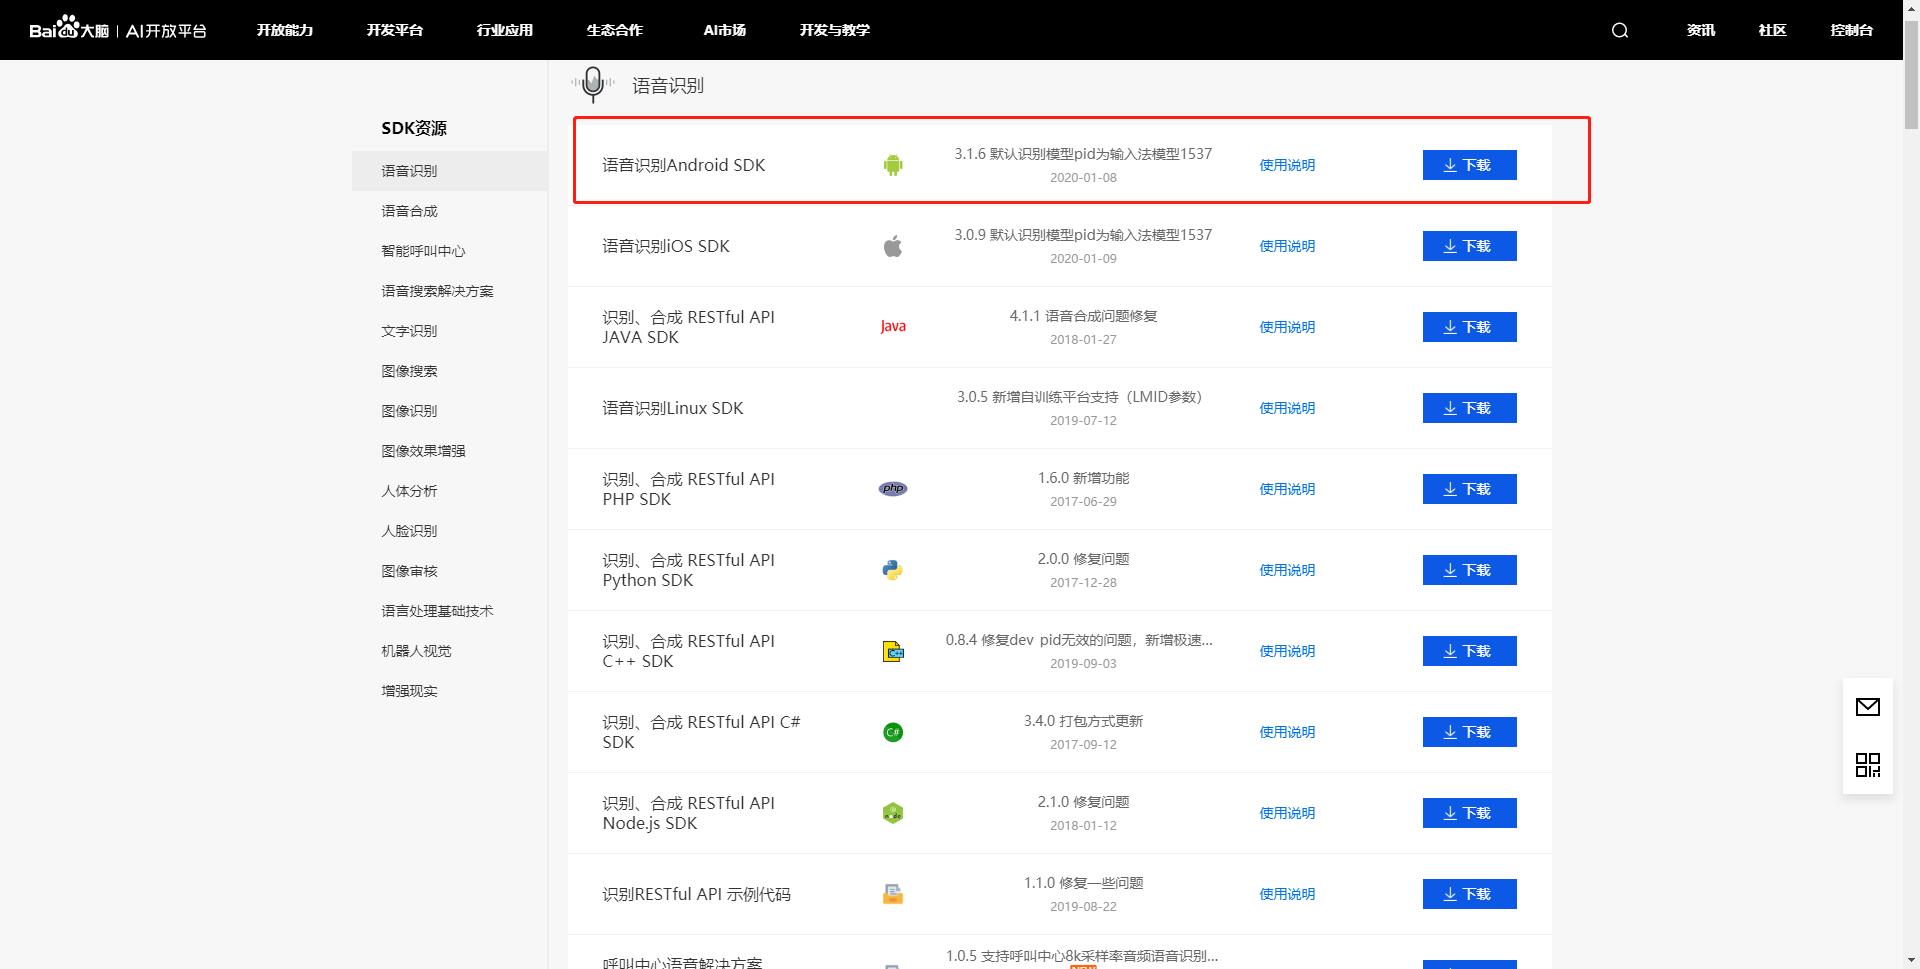 Baidu大脑 | AI开放平台 开放能力 开发平台 行业应用 生态合作 AI市场 开发与教学 资讯 社区 控制台
SDK资源
语音识别
语音合成
智能呼叫中心
语音搜索解决方案
文字识别
图像搜索
图像识别
图像效果增强
人体分析
人脸识别
图像审核
语言处理基础技术
机器人视觉
增强现实
语音识别
语音识别Android SDK
3.1.6 默认识别模型pid为输入法模型1537
2020-01-08
使用说明
下载
语音识别iOS SDK
3.0.9 默认识别模型pid为输入法模型1537
2020-01-09
使用说明
下载
识别、合成 RESTful API
JAVA SDK
Java
4.1.1 语音合成问题修复
2018-01-27
使用说明
下载
语音识别Linux SDK
3.0.5 新增自训练平台支持（LMID参数）
2019-07-12
使用说明
下载
识别、合成 RESTful API
PHP SDK
php
1.6.0 新增功能
2017-06-29
使用说明
下载
识别、合成 RESTful API
Python SDK
2.0.0 修复问题
2017-12-28
使用说明
下载
识别、合成 RESTful API
C++ SDK
C++
0.8.4 修复dev_pid无效的问题，新增极速...
2019-09-03
使用说明
下载
识别、合成 RESTful API C#
SDK
C#
3.4.0 打包方式更新
2017-09-12
使用说明
下载
识别、合成 RESTful API
Node.js SDK
node
2.1.0 修复问题
2018-01-12
使用说明
下载
识别RESTful API 示例代码
1.1.0 修复一些问题
2019-08-22
使用说明
下载
呼叫中心语音解决方案
1.0.5 支持呼叫中心8k采样率音频语音识别...